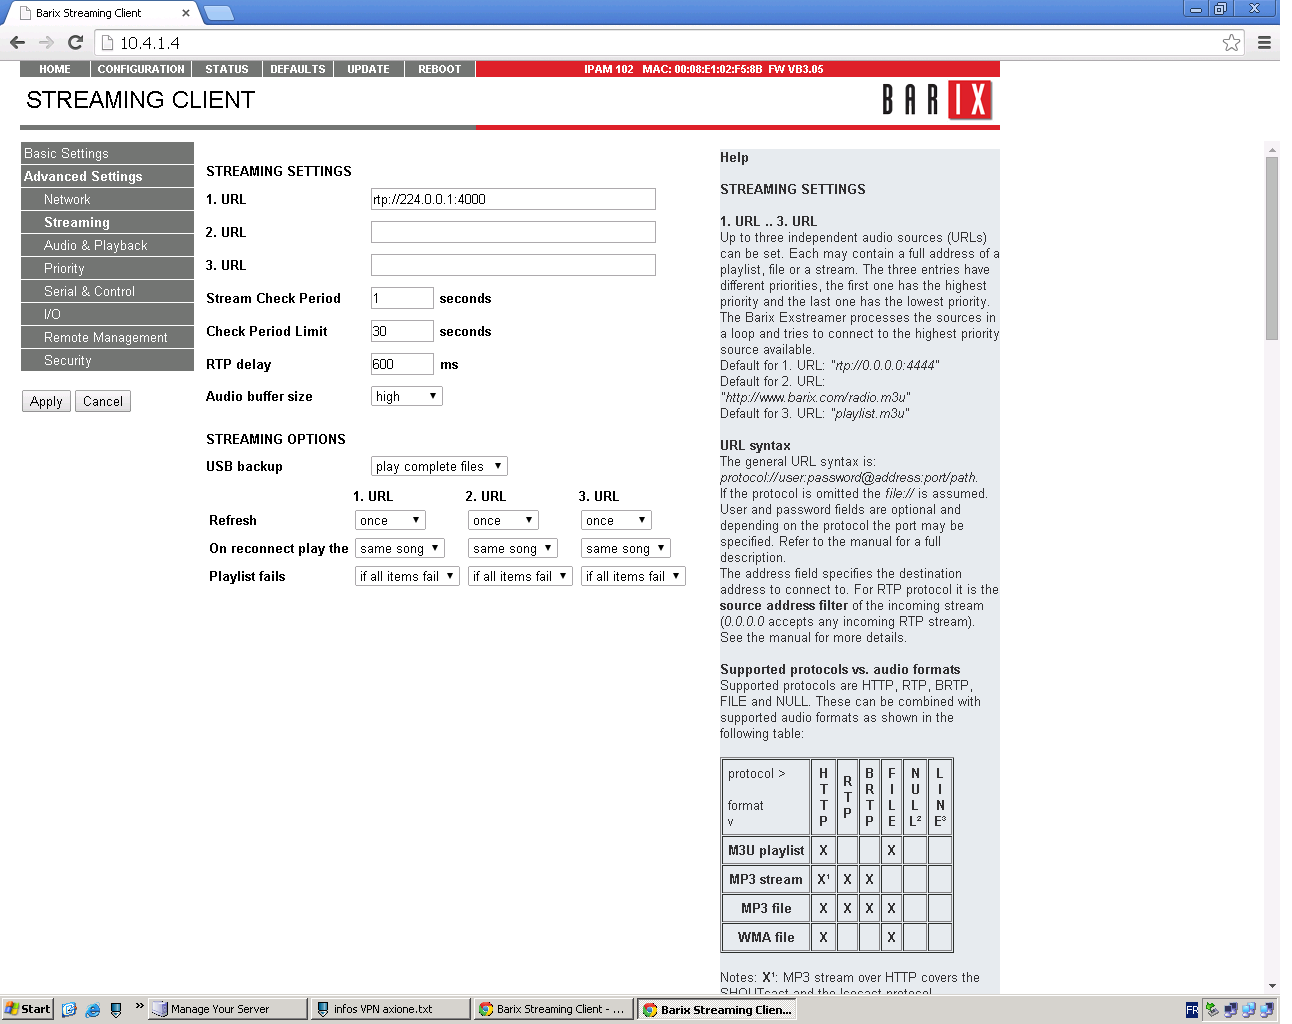 Barix Streaming Client
10.4.1.4
HOME CONFIGURATION STATUS DEFAULTS UPDATE REBOOT IPAM 102 MAC: 00:08:E1:02:F5:8B FW VB3.05
STREAMING CLIENT
BARIX
Basic Settings
Advanced Settings
Network
Streaming
Audio & Playback
Priority
Serial & Control
I/O
Remote Management
Security
Apply Cancel
STREAMING SETTINGS
1. URL rtp://224.0.0.1:4000
2. URL
3. URL
Stream Check Period 1 seconds
Check Period Limit 30 seconds
RTP delay 600 ms
Audio buffer size high
STREAMING OPTIONS
USB backup play complete files
1. URL 2. URL 3. URL
Refresh once once once
On reconnect play the same song same song same song
Playlist fails if all items fail if all items fail if all items fail
Help
STREAMING SETTINGS
1. URL .. 3. URL
Up to three independent audio sources (URLs)
can be set. Each may contain a full address of a
playlist, file or a stream. The three entries have
different priorities, the first one has the highest
priority and the last one has the lowest priority.
The Barix Exstreamer processes the sources in
a loop and tries to connect to the highest priority
source available.
Default for 1. URL: "rtp://0.0.0.0:4444"
Default for 2. URL:
"http://www.barix.com/radio.m3u"
Default for 3. URL: "playlist.m3u"
URL syntax
The general URL syntax is:
protocol://user:password@address:port/path.
If the protocol is omitted the file:// is assumed.
User and password fields are optional and
depending on the protocol the port may be
specified. Refer to the manual for a full
description.
The address field specifies the destination
address to connect to. For RTP protocol it is the
source address filter of the incoming stream
(0.0.0.0 accepts any incoming RTP stream).
See the manual for more details.
Supported protocols vs. audio formats
Supported protocols are HTTP, RTP, BRTP,
FILE and NULL. These can be combined with
supported audio formats as shown in the
following table:
protocol > format v HTTP RTP BRTP FILE NULL² LINE³
M3U playlist X X
MP3 stream X¹ X X
MP3 file X X X X
WMA file X X
Notes: X¹: MP3 stream over HTTP covers the
SHOUTcast and the Icecast protocol.
Start » Manage Your Server infos VPN axione.txt Barix Streaming Client - ... Barix Streaming Clien... FR